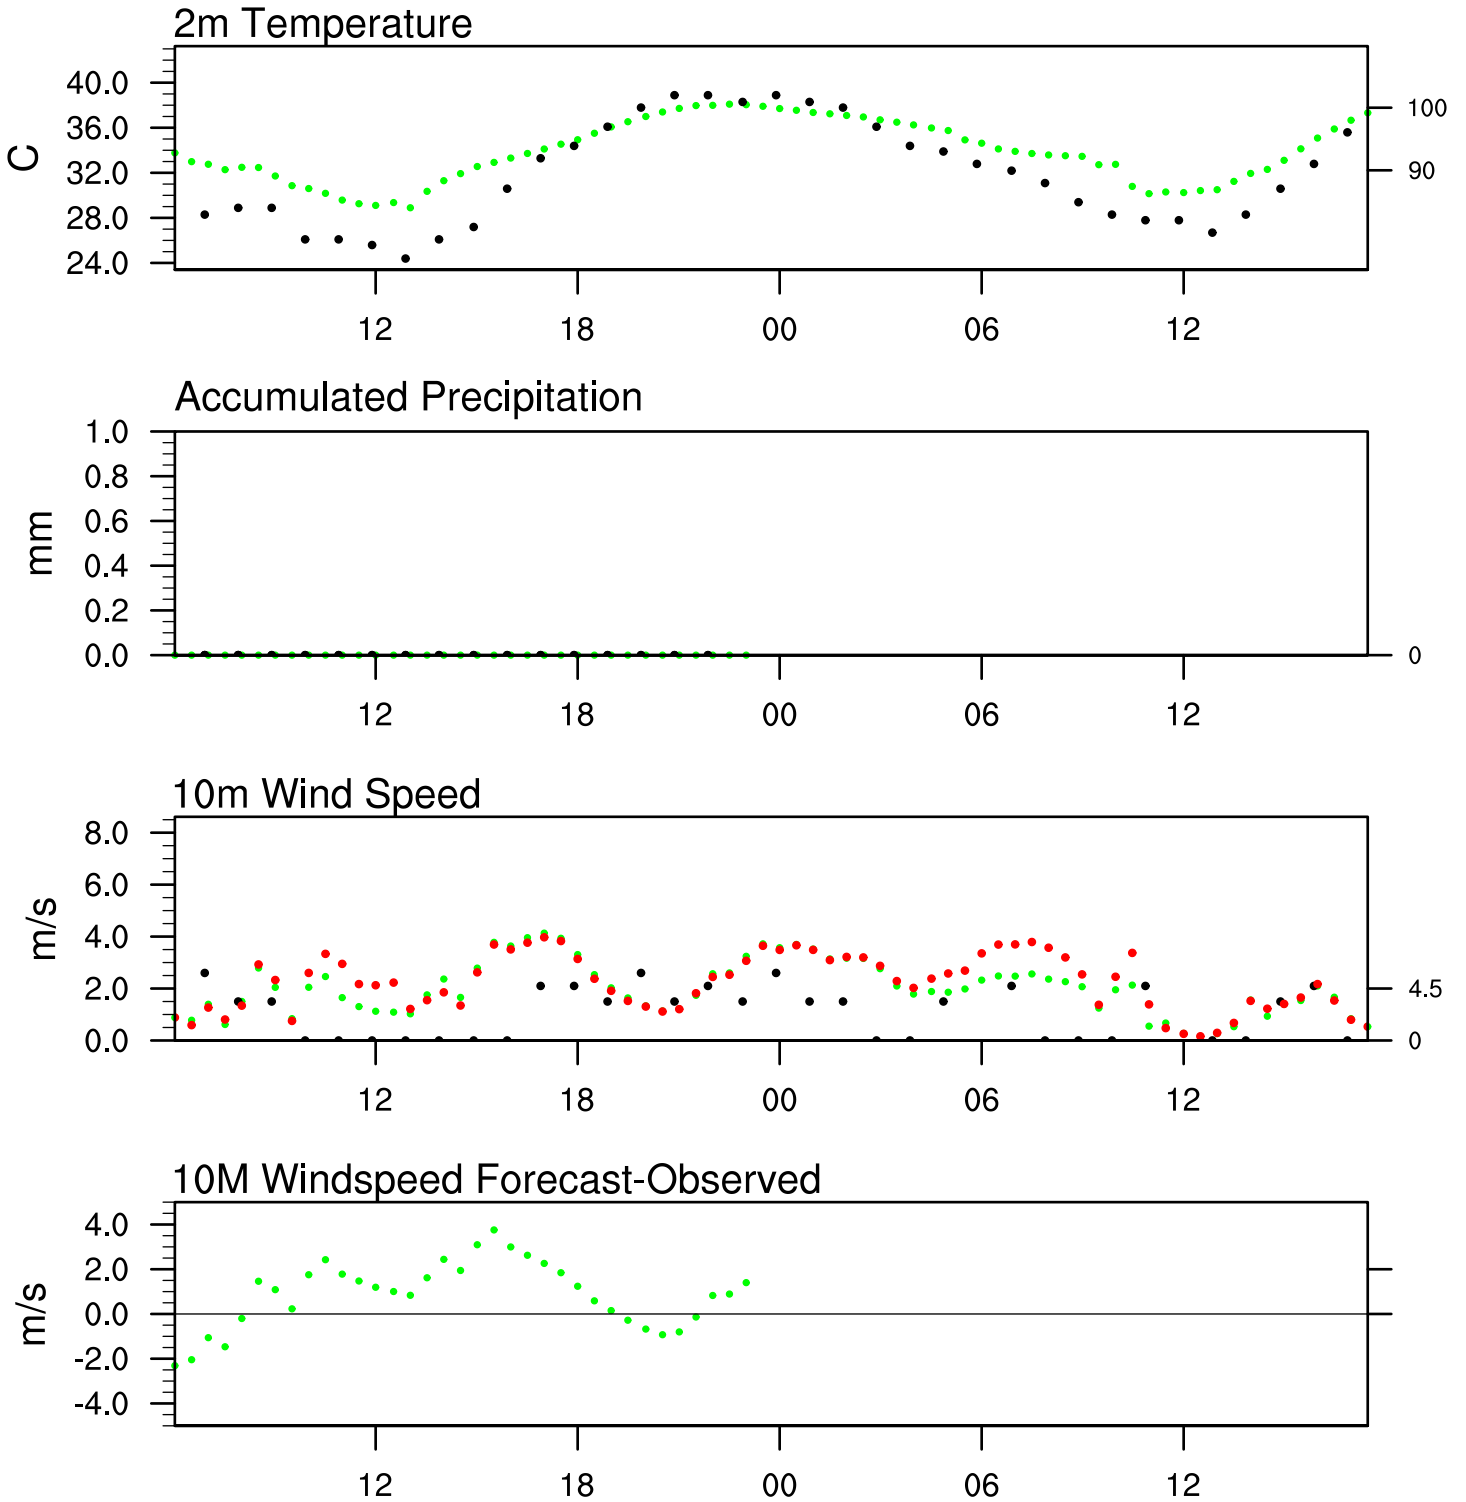 2m Temperature
40.0
36.0
32.0
28.0
24.0
C
100
90
12 18 00 06 12
Accumulated Precipitation
1.0
0.8
0.6
0.4
0.2
0.0
mm
0
12 18 00 06 12
10m Wind Speed
8.0
6.0
4.0
2.0
0.0
m/s
4.5
0
12 18 00 06 12
10M Windspeed Forecast-Observed
4.0
2.0
0.0
-2.0
-4.0
m/s
12 18 00 06 12